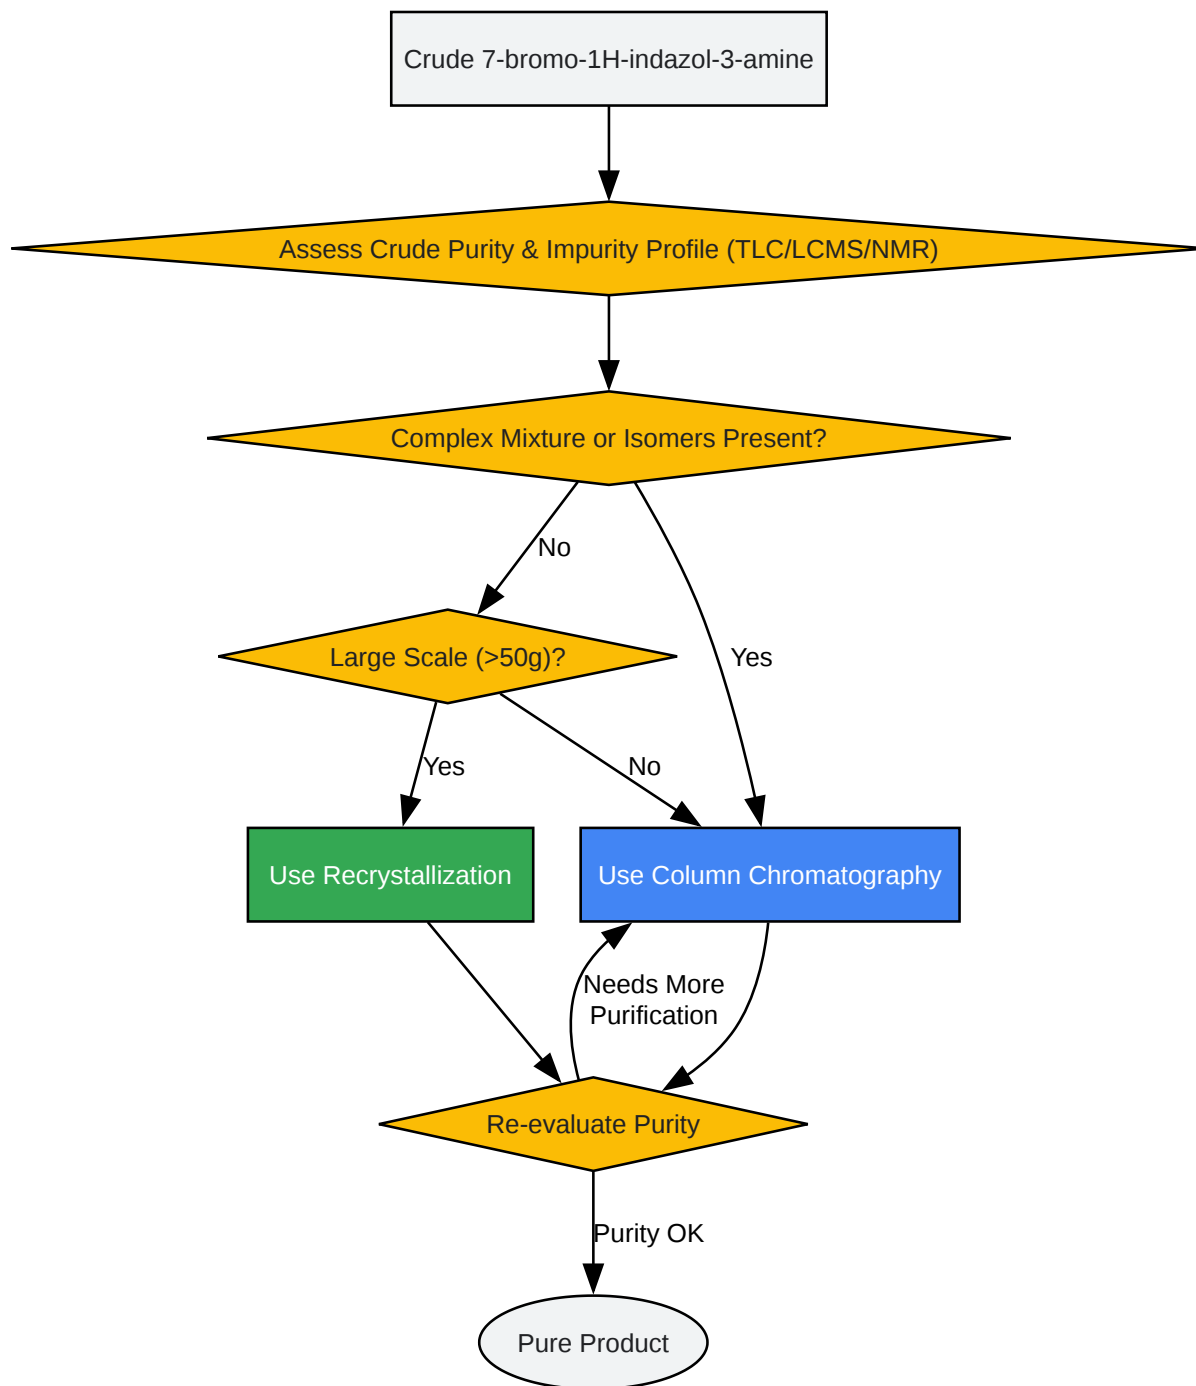 Crude 7-bromo-1H-indazol-3-amine
Assess Crude Purity & Impurity Profile (TLC/LCMS/NMR)
Complex Mixture or Isomers Present?
No
Large Scale (>50g)?
Yes
Yes
No
Use Recrystallization
Use Column Chromatography
Needs More
Purification
Re-evaluate Purity
Purity OK
Pure Product